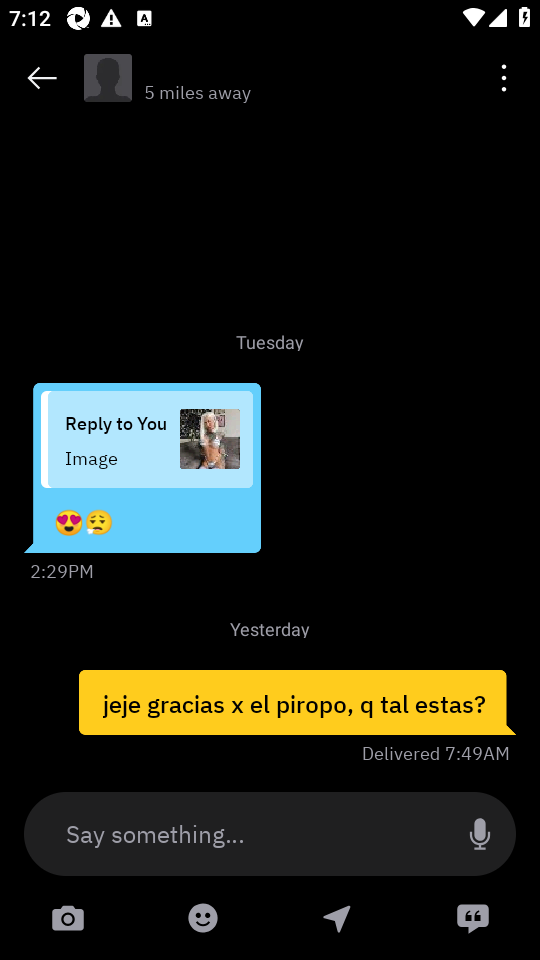 7:12
5 miles away
Tuesday
Reply to You
Image
2:29PM
Yesterday
jeje gracias x el piropo, q tal estas?
Delivered 7:49AM
Say something...